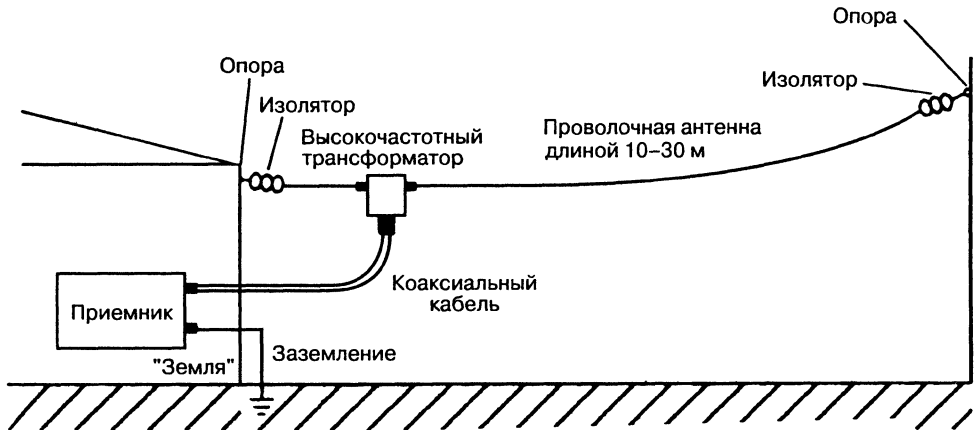 Опора
Опора
Изолятор
Изолятор
Высокочастотный
трансформатор
Проволочная антенна
длиной 10–30 м
Коаксиальный
кабель
Приемник
Заземление
"Земля"